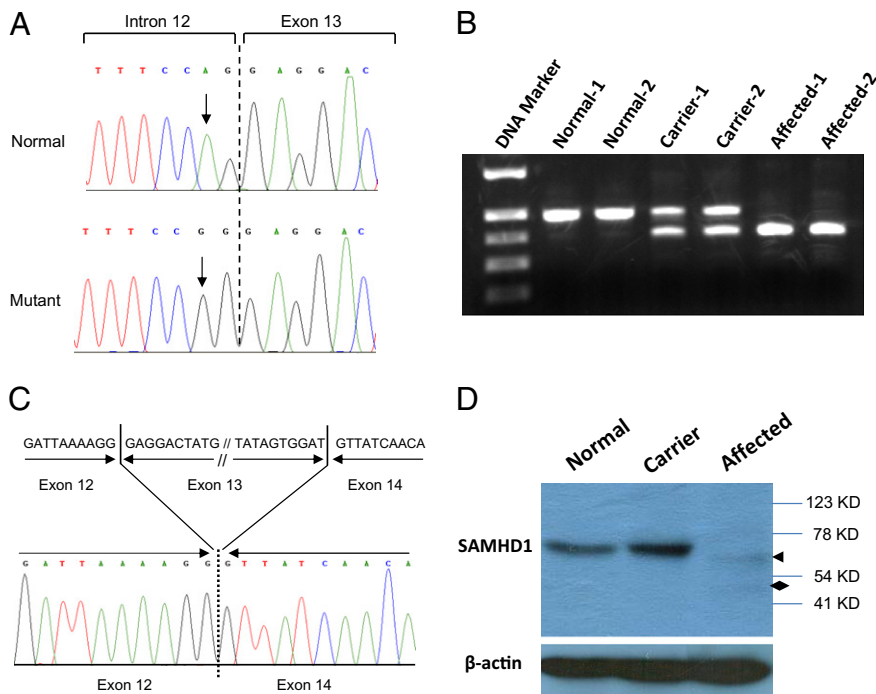 A
Intron 12
Exon 13
T T T C C A G G A G G A C
Normal
T T T C C G G G A G G A C
Mutant
B
DNA Marker
Normal-1
Normal-2
Carrier-1
Carrier-2
Affected-1
Affected-2
C
GATTAAAAGG GAGGACTATG // TATAGTGGAT GTTATCAACA
//
Exon 12 Exon 13 Exon 14
G A T T A A A A G G G T T A T C A A C A
Exon 12 Exon 14
D
Normal Carrier Affected
123 KD
78 KD
SAMHD1
54 KD
41 KD
β-actin